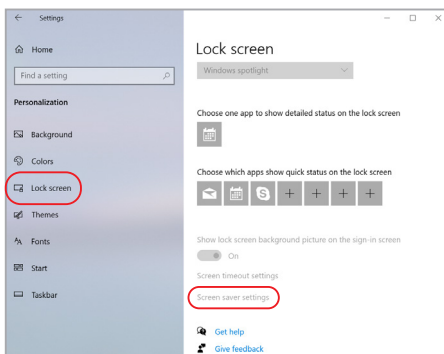 Settings
Home
Find a setting
Personalization
Background
Colors
Lock screen
Themes
Fonts
Start
Taskbar
Lock screen
Windows spotlight
Choose one app to show detailed status on the lock screen
Choose which apps show quick status on the lock screen
Show lock screen background picture on the sign-in screen
On
Screen timeout settings
Screen saver settings
Get help
Give feedback